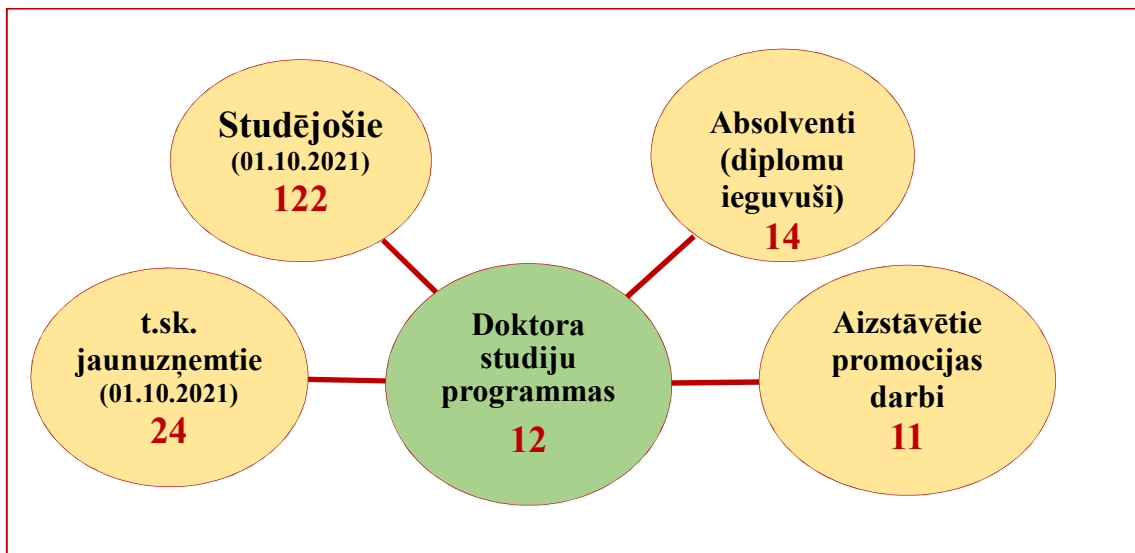 Studējošie
(01.10.2021)
122
Absolventi
(diplomu
ieguvuši)
14
t.sk.
jaunuzņemtie
(01.10.2021)
24
Doktora
studiju
programmas
12
Aizstāvētie
promocijas
darbi
11